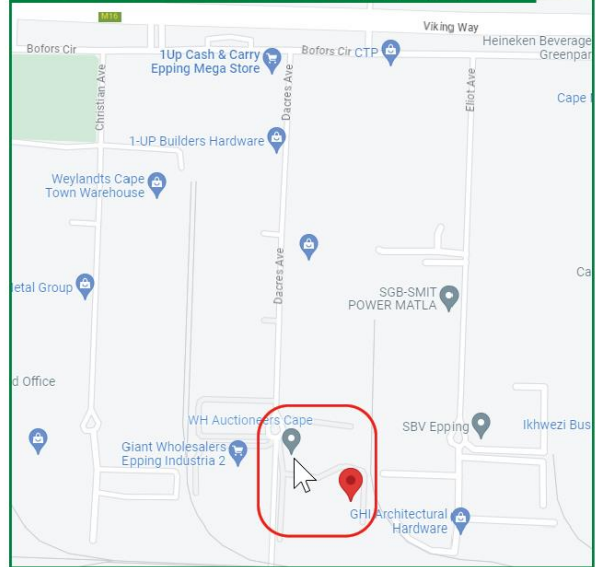 M16
Viking Way
Bofors Cir
1Up Cash & Carry
Epping Mega Store
Bofors Cir
CTP
Heineken Beverage
Greenpar
Christian Ave
Dacres Ave
Eliot Ave
Cape
1-UP Builders Hardware
Weylandts Cape
Town Warehouse
Dacres Ave
Ca
etal Group
SGB-SMIT
POWER MATLA
d Office
WH Auctioneers Cape
SBV Epping
Ikhwezi Bus
Giant Wholesalers
Epping Industria 2
GHI Architectural
Hardware